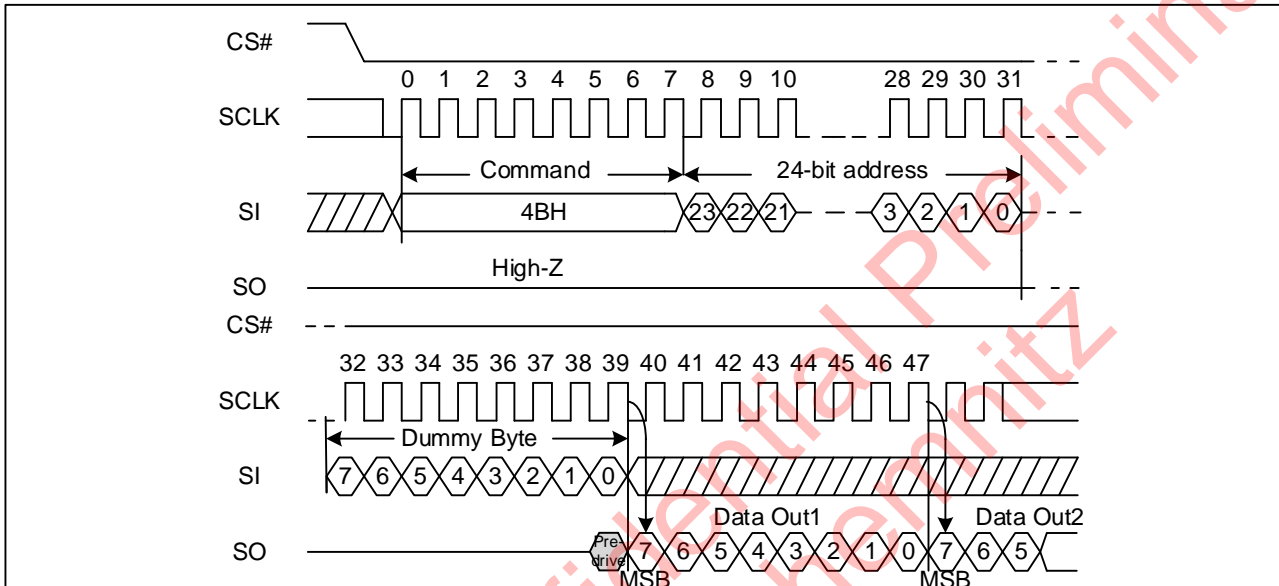 CS#
0 1 2 3 4 5 6 7 8 9 10 28 29 30 31
SCLK
Command 24-bit address
SI 4BH 23 22 21 3 2 1 0
High-Z
SO
CS#
32 33 34 35 36 37 38 39 40 41 42 43 44 45 46 47
SCLK
Dummy Byte
SI 7 6 5 4 3 2 1 0
Data Out1 Data Out2
SO Pre-drive 7 6 5 4 3 2 1 0 7 6 5
MSB MSB